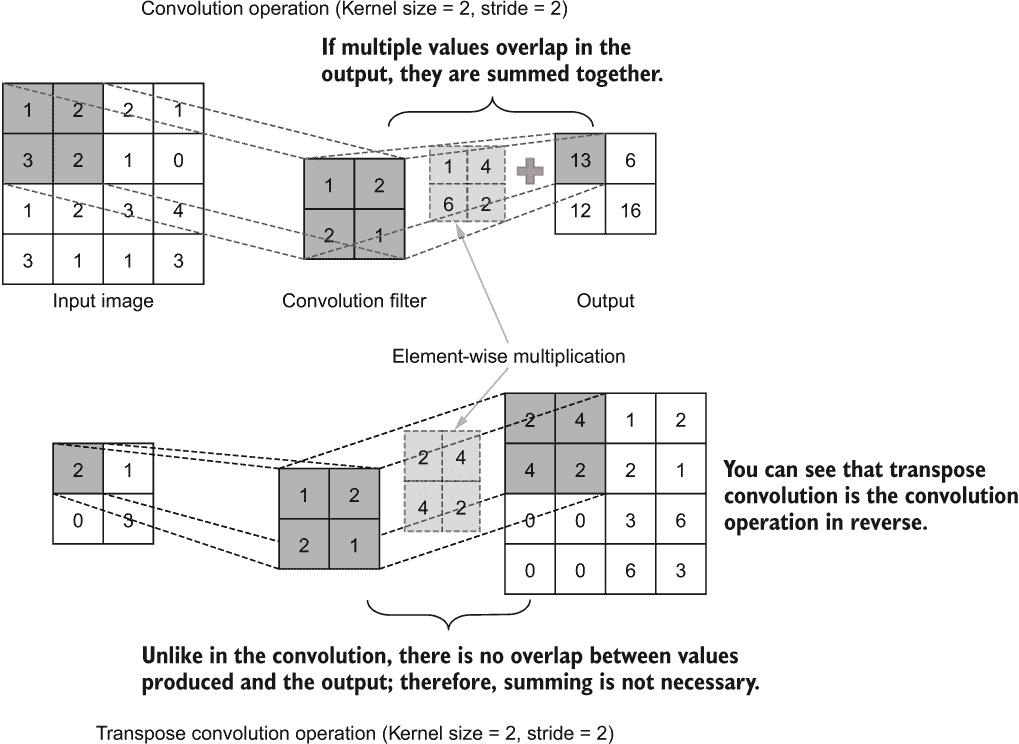 Convolution operation (Kernel size = 2, stride = 2)
If multiple values overlap in the
output, they are summed together.
1 2 2 1
3 2 1 0
1 2 3 4
3 1 1 3
1 2
2 1
1 4
6 2
13 6
12 16
Input image
Convolution filter
Output
Element-wise multiplication
2 1
0 3
1 2
2 1
2 4
4 2
2 4 1 2
4 2 2 1
0 0 3 6
0 0 6 3
You can see that transpose
convolution is the convolution
operation in reverse.
Unlike in the convolution, there is no overlap between values
produced and the output; therefore, summing is not necessary.
Transpose convolution operation (Kernel size = 2, stride = 2)